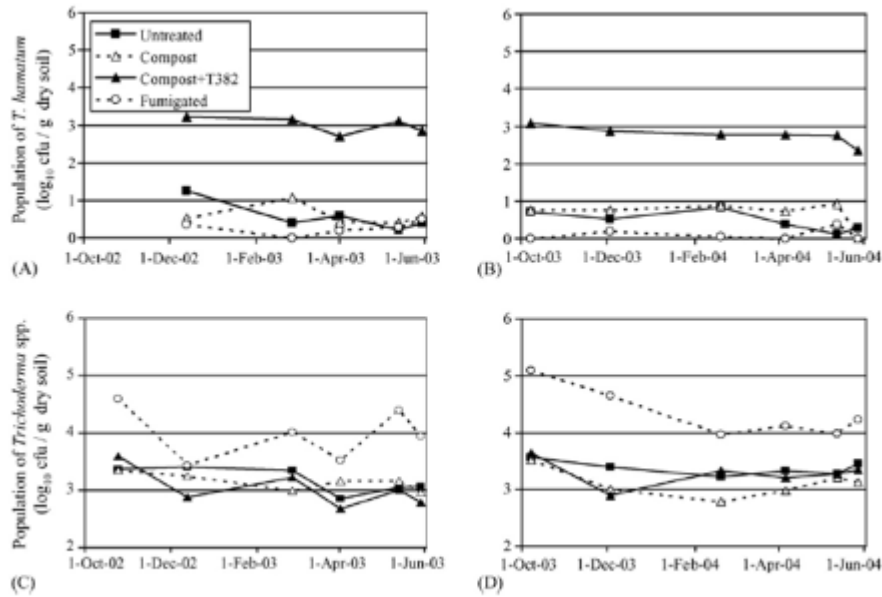 6
5
4
3
2
1
0
Population of T. hamatum
(log10 cfu / g dry soil)
Untreated
Compost
Compost+T382
Fumigated
1-Oct-02 1-Dec-02 1-Feb-03 1-Apr-03 1-Jun-03
(A)
6
5
4
3
2
1
0
1-Oct-03 1-Dec-03 1-Feb-04 1-Apr-04 1-Jun-04
(B)
6
5
4
3
2
Population of Trichoderma spp.
(log10 cfu / g dry soil)
1-Oct-02 1-Dec-02 1-Feb-03 1-Apr-03 1-Jun-03
(C)
6
5
4
3
2
1-Oct-03 1-Dec-03 1-Feb-04 1-Apr-04 1-Jun-04
(D)